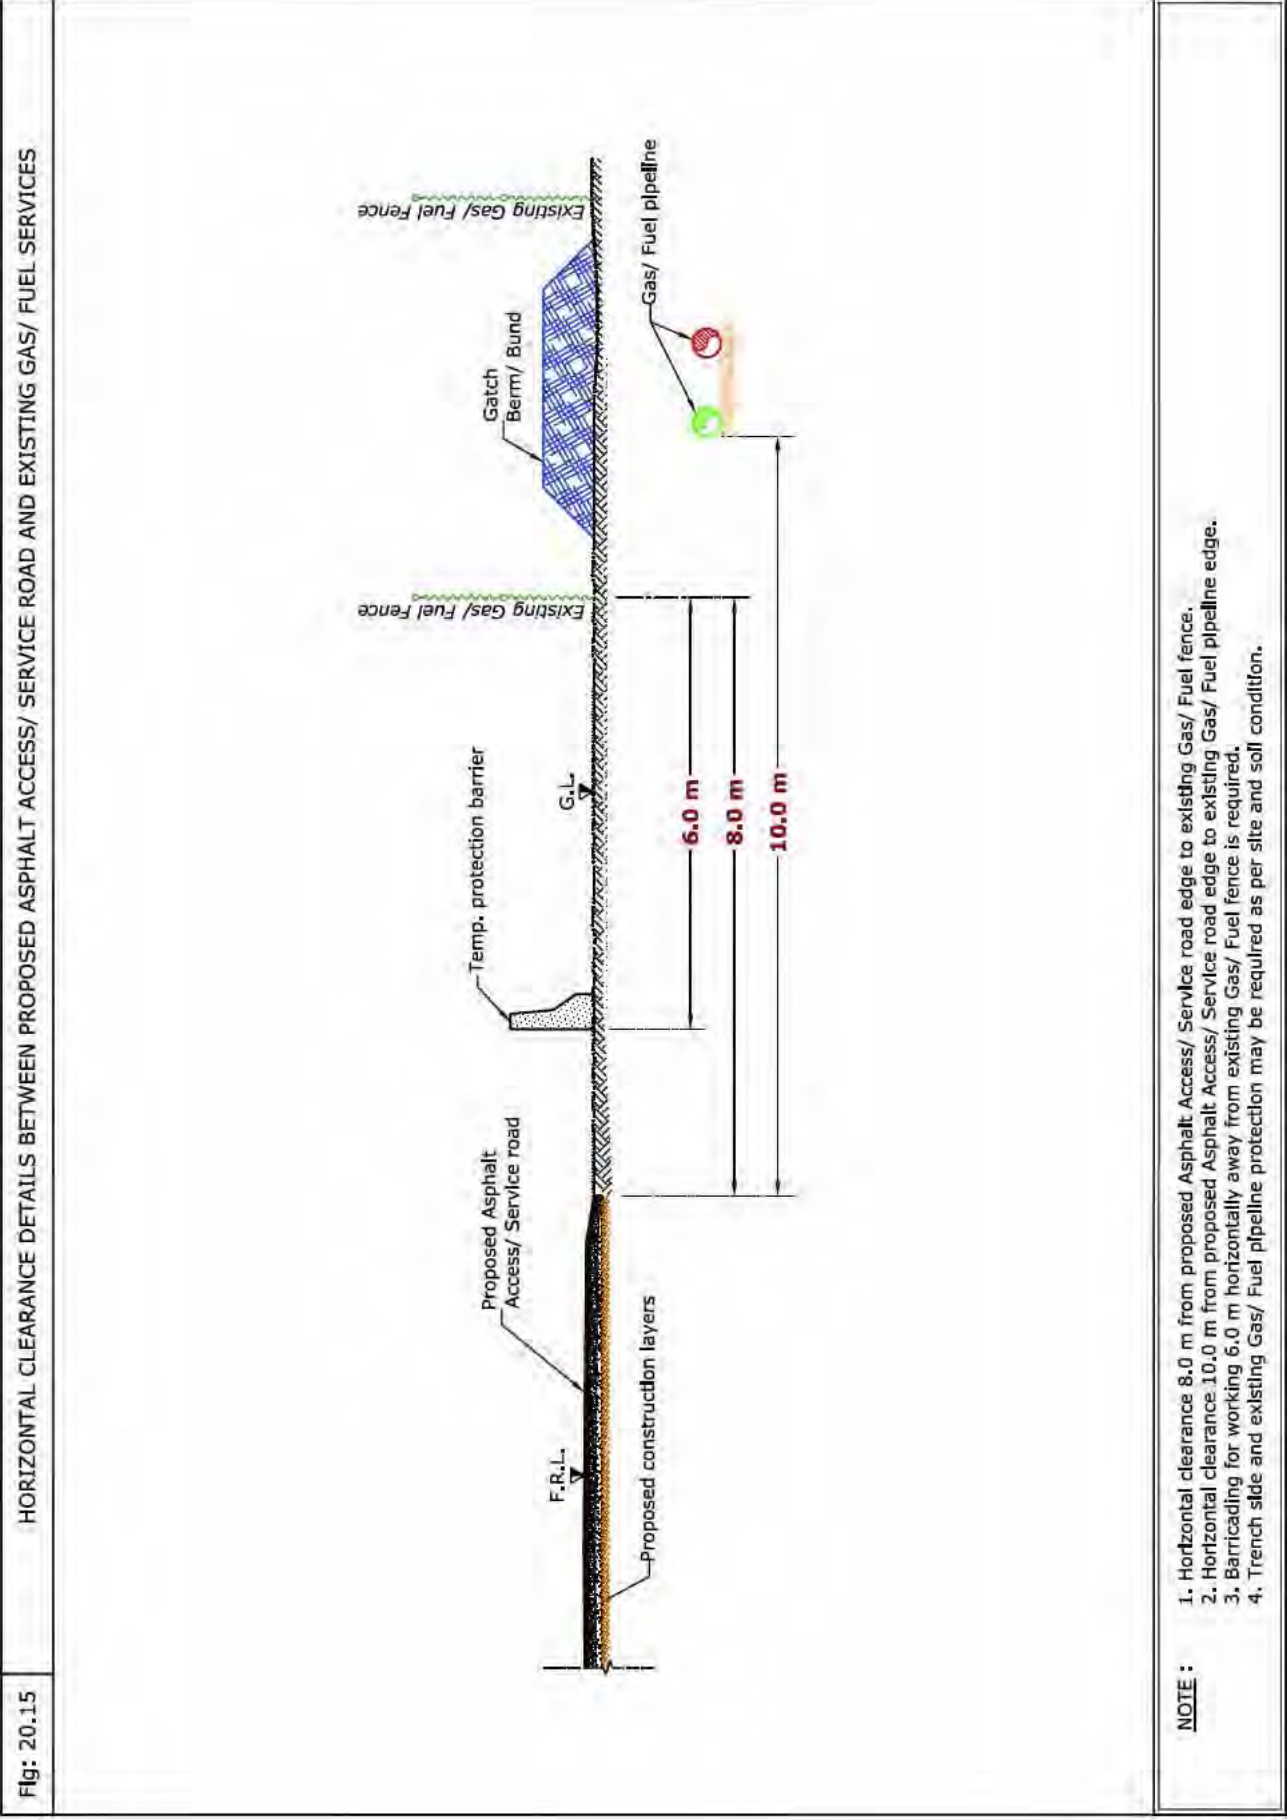 Fig: 20.15
HORIZONTAL CLEARANCE DETAILS BETWEEN PROPOSED ASPHALT ACCESS/ SERVICE ROAD AND EXISTING GAS/ FUEL SERVICES
Existing Gas/ Fuel Fence
Existing Gas/ Fuel Fence
Gatch
Berm/ Bund
Temp. protection barrier
Proposed Asphalt
Access/ Service road
F.R.L.
G.L.
Gas/ Fuel pipeline
Proposed construction layers
6.0 m
8.0 m
10.0 m
NOTE :
1. Horizontal clearance 8.0 m from proposed Asphalt Access/ Service road edge to existing Gas/ Fuel fence.
2. Horizontal clearance 10.0 m from proposed Asphalt Access/ Service road edge to existing Gas/ Fuel pipeline edge.
3. Barricading for working 6.0 m horizontally away from existing Gas/ Fuel fence is required.
4. Trench side and existing Gas/ Fuel pipeline protection may be required as per site and soil condition.